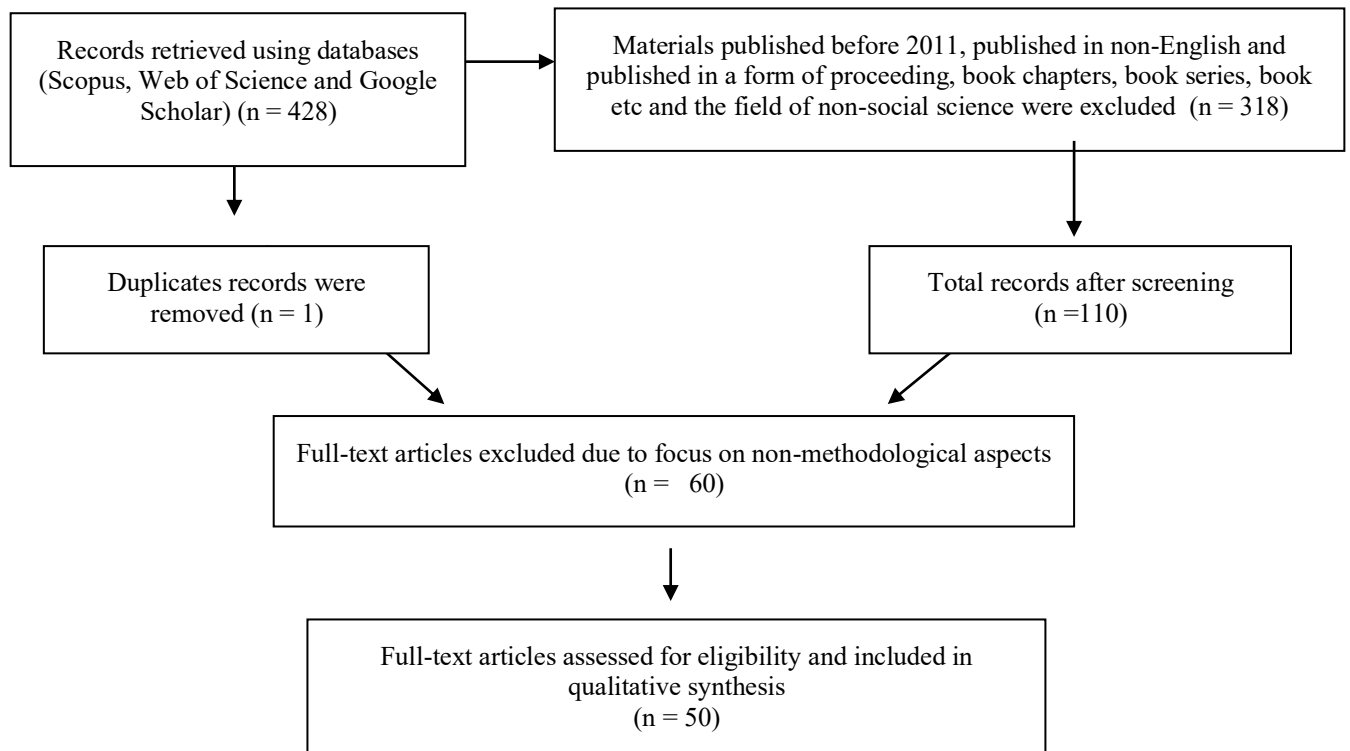 Records retrieved using databases
(Scopus, Web of Science and Google
Scholar) (n = 428)
Materials published before 2011, published in non-English and
published in a form of proceeding, book chapters, book series, book
etc and the field of non-social science were excluded (n = 318)
Duplicates records were
removed (n = 1)
Total records after screening
(n =110)
Full-text articles excluded due to focus on non-methodological aspects
(n = 60)
Full-text articles assessed for eligibility and included in
qualitative synthesis
(n = 50)